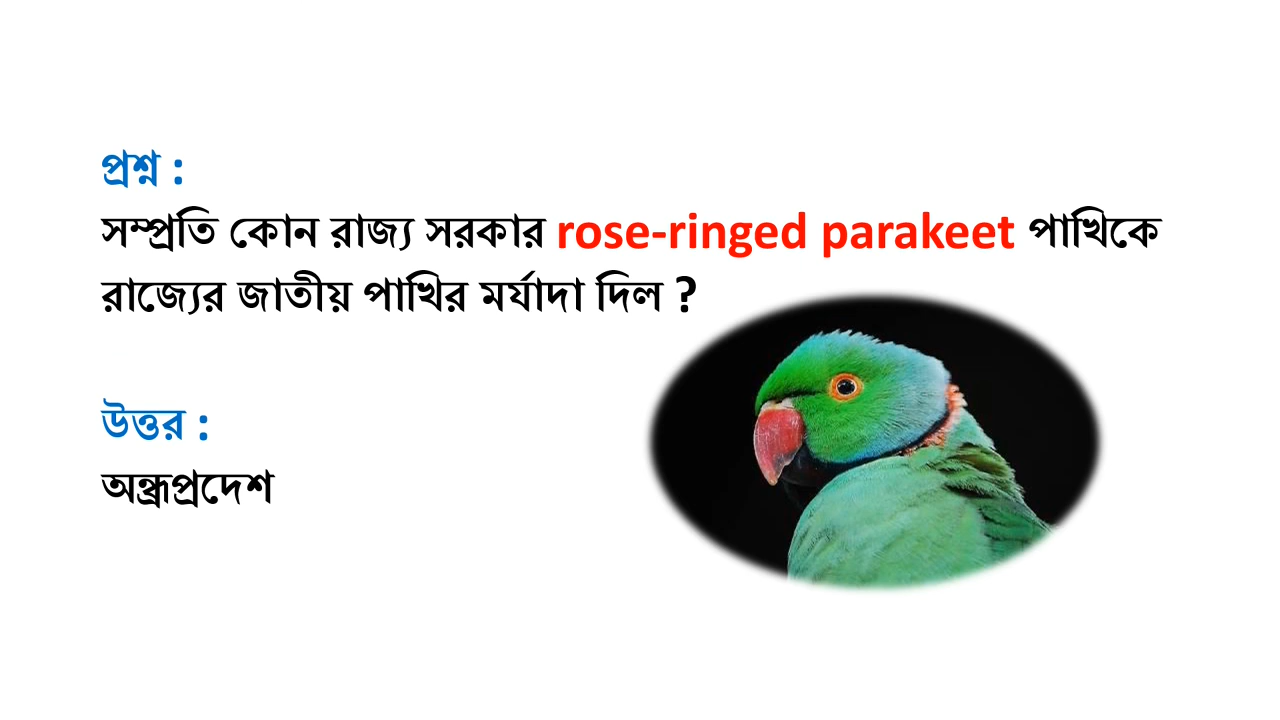 প্রশ্ন :
সম্প্রতি কোন রাজ্য সরকার rose-ringed parakeet পাখিকে
রাজ্যের জাতীয় পাখির মর্যাদা দিল ?
উত্তর :
অন্ধ্রপ্রদেশ